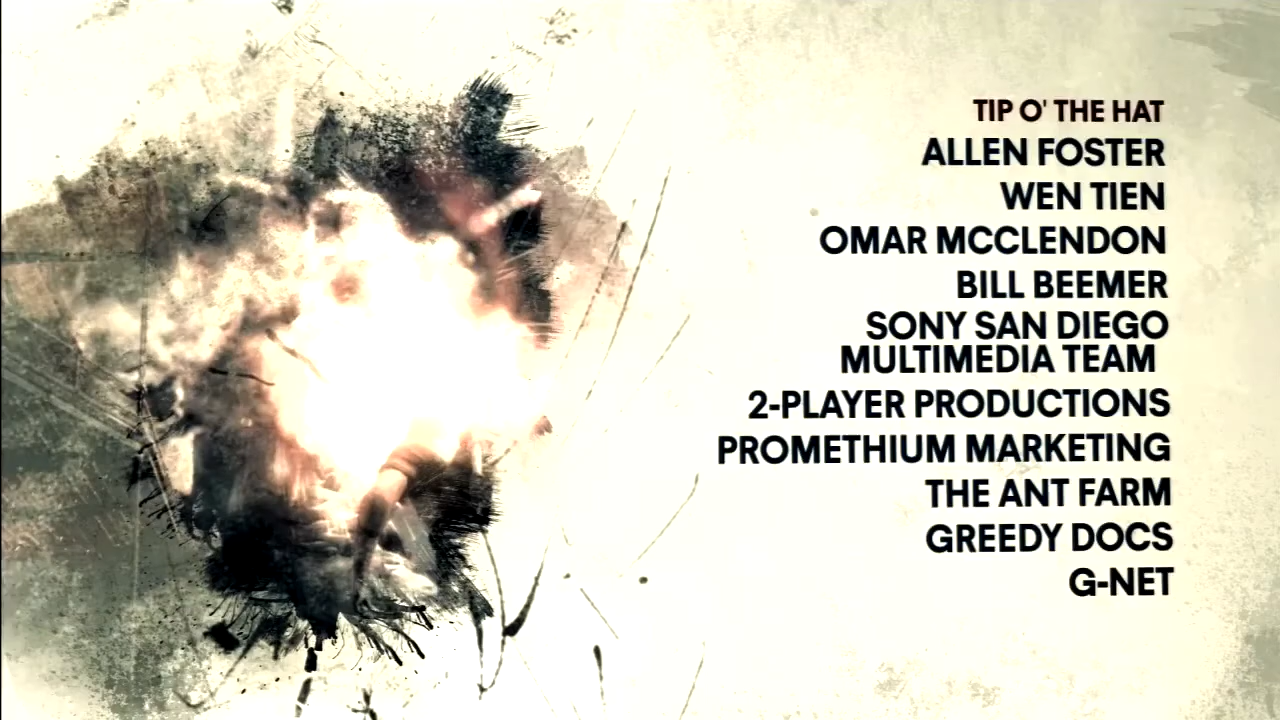 TIP O' THE HAT
ALLEN FOSTER
WEN TIEN
OMAR MCCLENDON
BILL BEEMER
SONY SAN DIEGO
MULTIMEDIA TEAM
2-PLAYER PRODUCTIONS
PROMETHIUM MARKETING
THE ANT FARM
GREEDY DOCS
G-NET